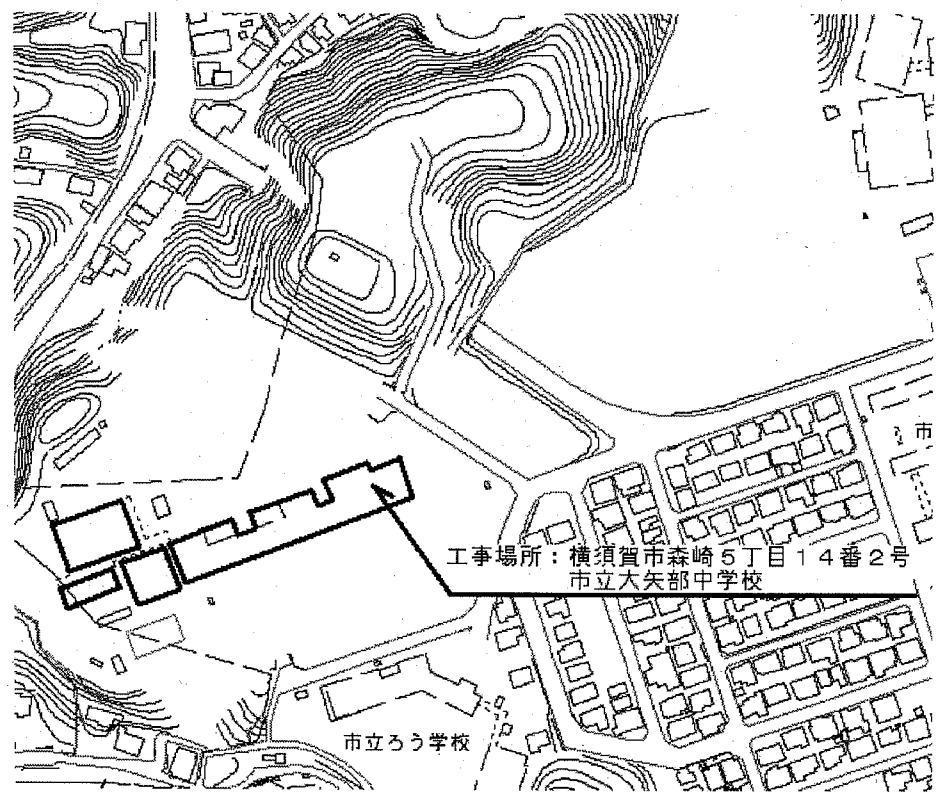 市
工事場所：横須賀市森崎５丁目１４番２号
市立大矢部中学校
市立ろう学校